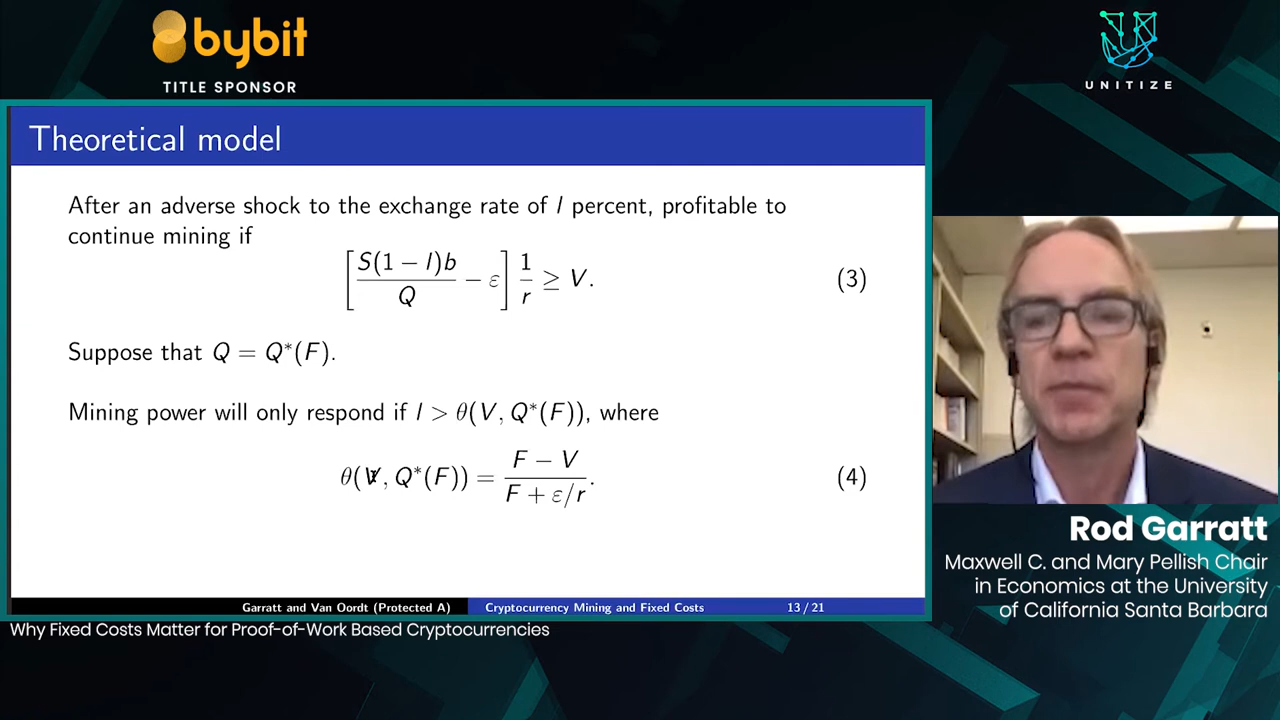 bybit
TITLE SPONSOR
UNITIZE
Theoretical model
After an adverse shock to the exchange rate of l percent, profitable to
continue mining if
[S(1 − l)b / Q − ε] 1/r ≥ V. (3)
Suppose that Q = Q*(F).
Mining power will only respond if l > θ(V, Q*(F)), where
θ(V, Q*(F)) = (F − V) / (F + ε/r). (4)
Garratt and Van Oordt (Protected A) Cryptocurrency Mining and Fixed Costs 13 / 21
Why Fixed Costs Matter for Proof-of-Work Based Cryptocurrencies
Rod Garratt
Maxwell C. and Mary Pellish Chair
in Economics at the University
of California Santa Barbara